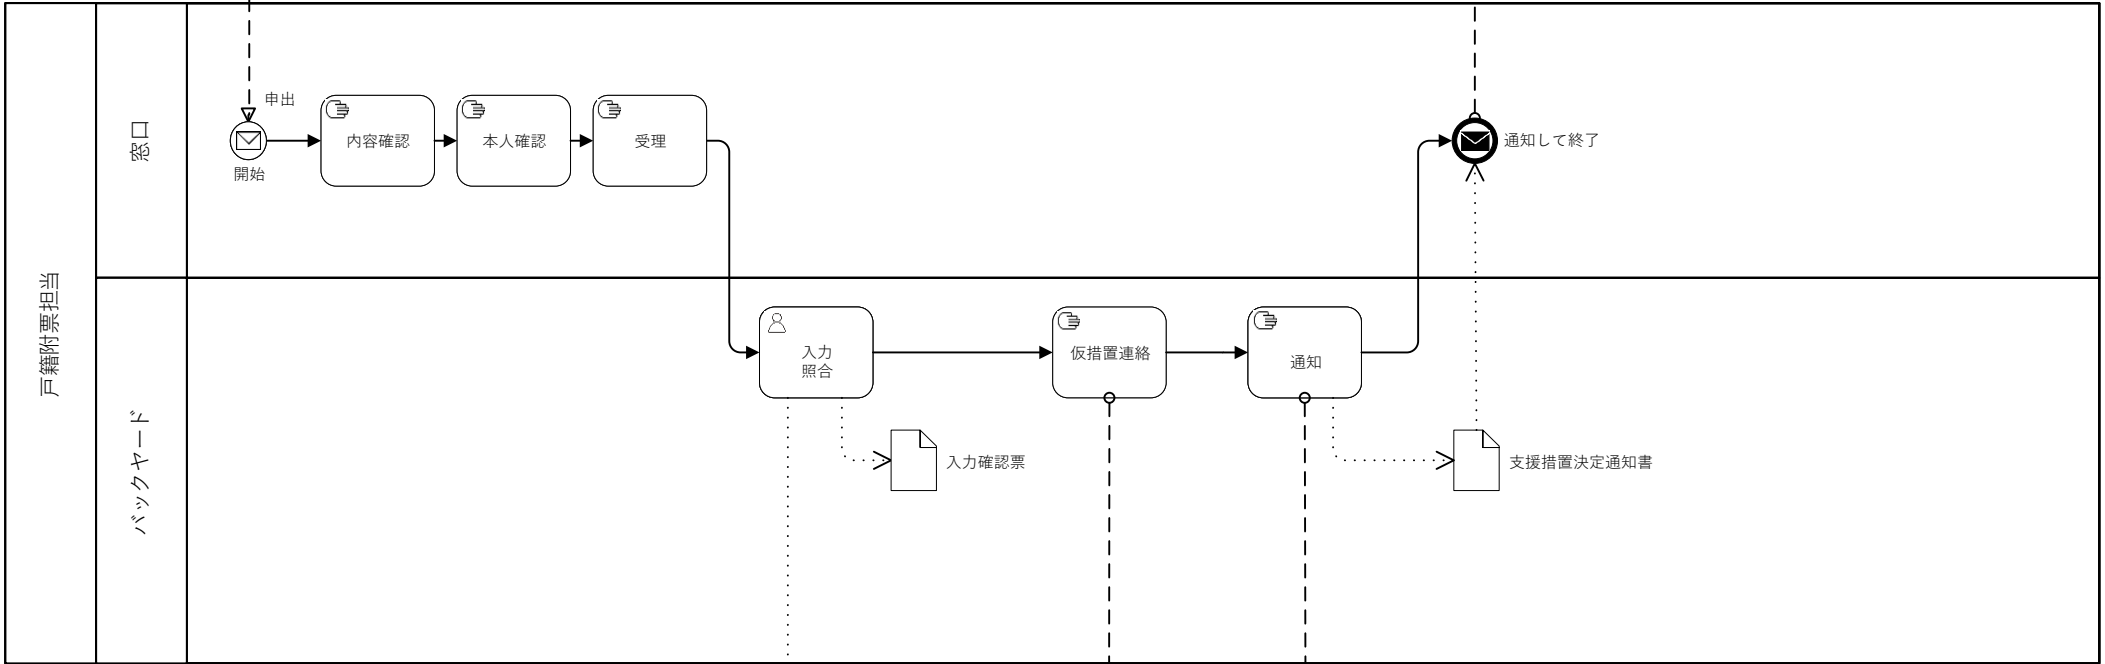 戸籍附票担当
窓口
申出
開始
内容確認
本人確認
受理
通知して終了
バックヤード
入力
照合
仮措置連絡
通知
入力確認票
支援措置決定通知書